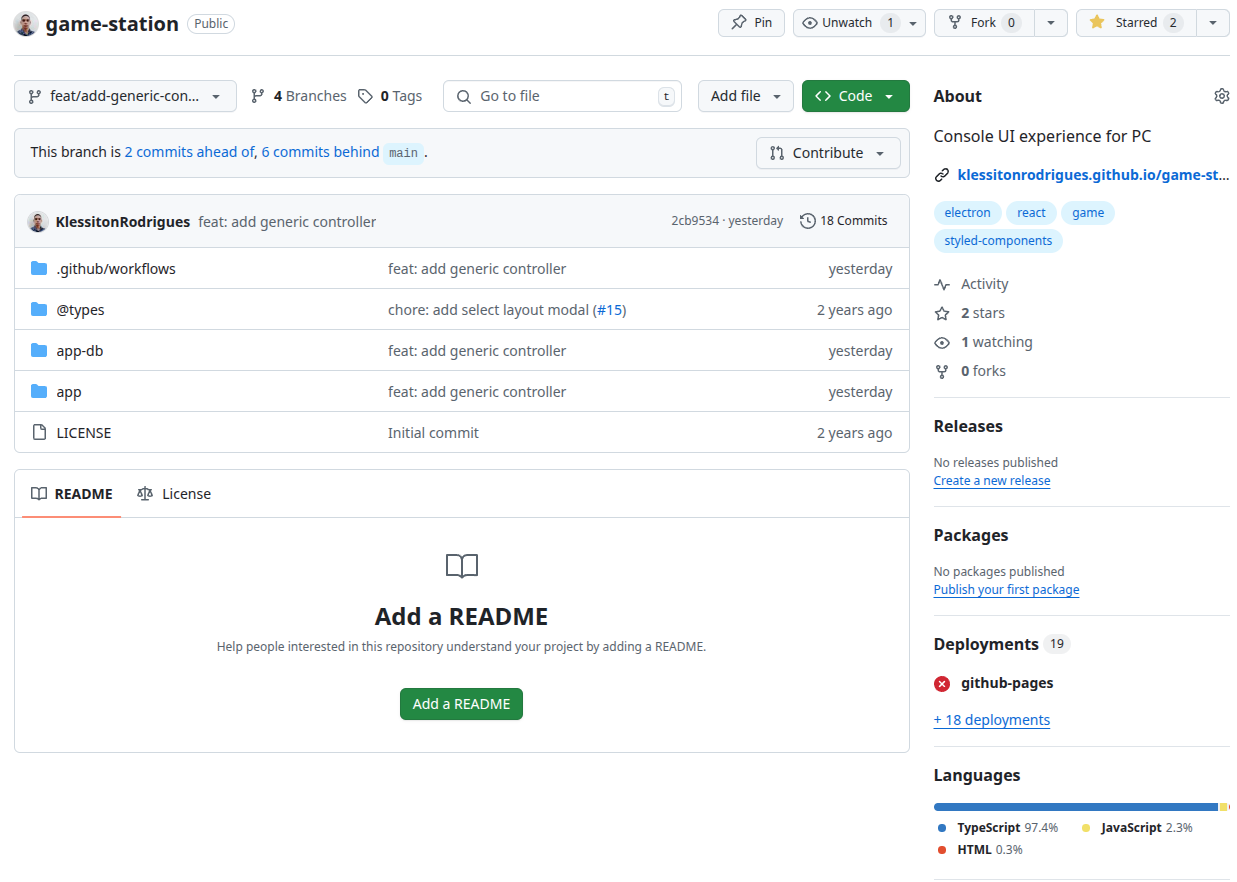 game-station Public Pin Unwatch 1 Fork 0 Starred 2
feat/add-generic-con... 4 Branches 0 Tags Go to file t Add file Code
This branch is 2 commits ahead of, 6 commits behind main . Contribute
KlessitonRodrigues feat: add generic controller 2cb9534 · yesterday 18 Commits
.github/workflows feat: add generic controller yesterday
@types chore: add select layout modal (#15) 2 years ago
app-db feat: add generic controller yesterday
app feat: add generic controller yesterday
LICENSE Initial commit 2 years ago
README License
Add a README
Help people interested in this repository understand your project by adding a README.
Add a README
About
Console UI experience for PC
klessitonrodrigues.github.io/game-st...
electron react game
styled-components
Activity
2 stars
1 watching
0 forks
Releases
No releases published
Create a new release
Packages
No packages published
Publish your first package
Deployments 19
github-pages
+ 18 deployments
Languages
TypeScript 97.4% JavaScript 2.3%
HTML 0.3%